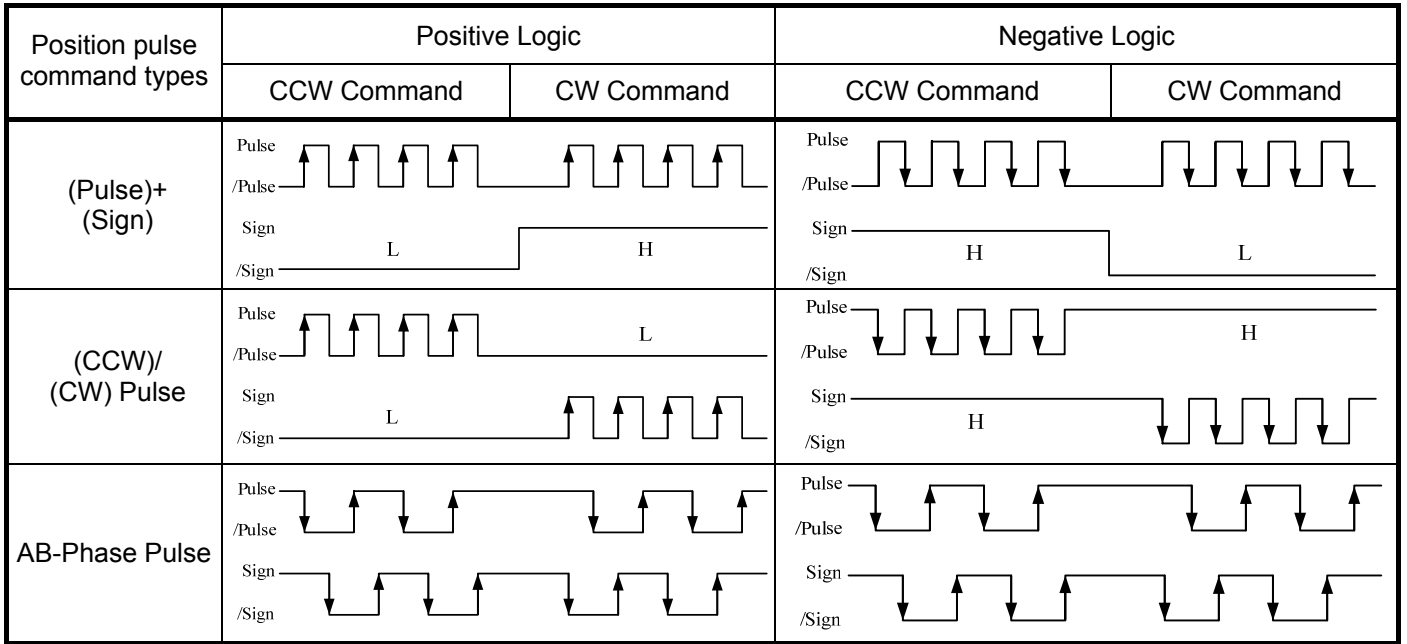 Position pulse
command types
Positive Logic
Negative Logic
CCW Command
CW Command
CCW Command
CW Command
(Pulse)+
(Sign)
Pulse
/Pulse
Sign
L
H
/Sign
Pulse
/Pulse
Sign
H
L
/Sign
(CCW)/
(CW) Pulse
Pulse
L
/Pulse
Sign
L
/Sign
Pulse
H
/Pulse
Sign
H
/Sign
AB-Phase Pulse
Pulse
/Pulse
Sign
/Sign
Pulse
/Pulse
Sign
/Sign